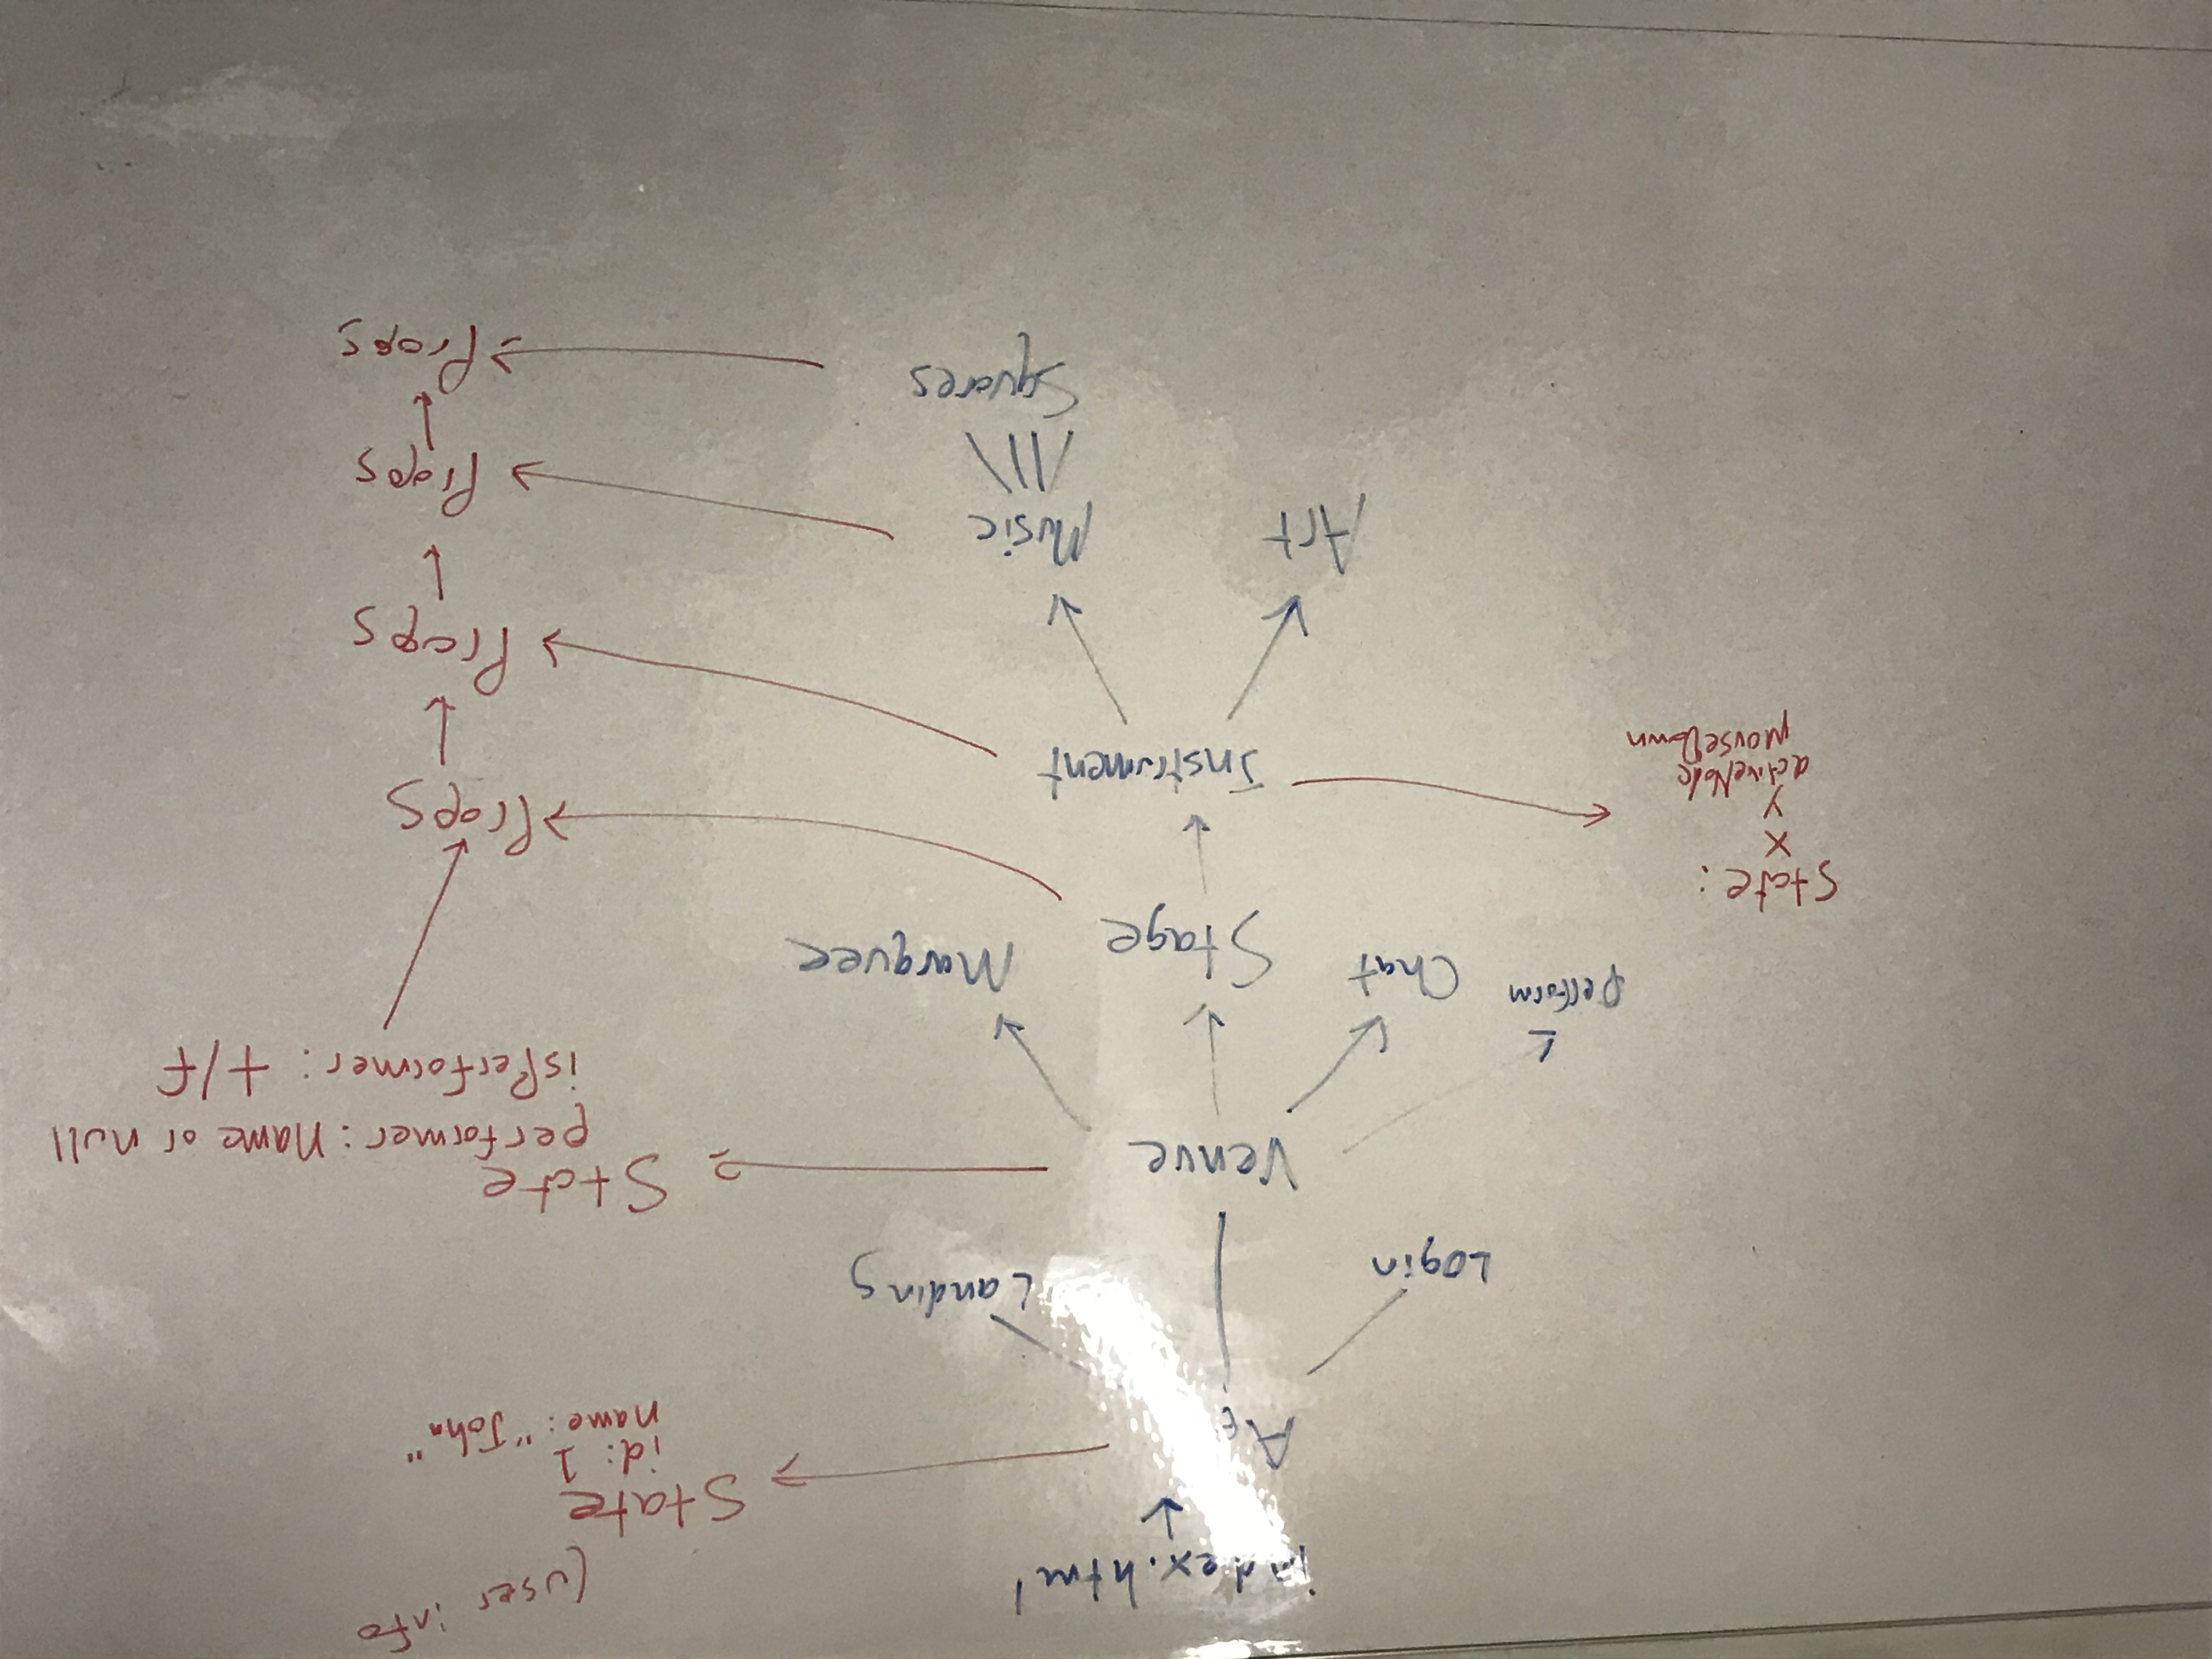 index.html
(user info
State
id: 1
name: "John"
Login
Landing
Venue
State
performer: name or null
isPerformer: t/f
perform
Chat
Stage
Marquee
State:
x
y
activeNode
mouseDown
Instrument
Props
Props
Art
Music
Props
Squares
Props